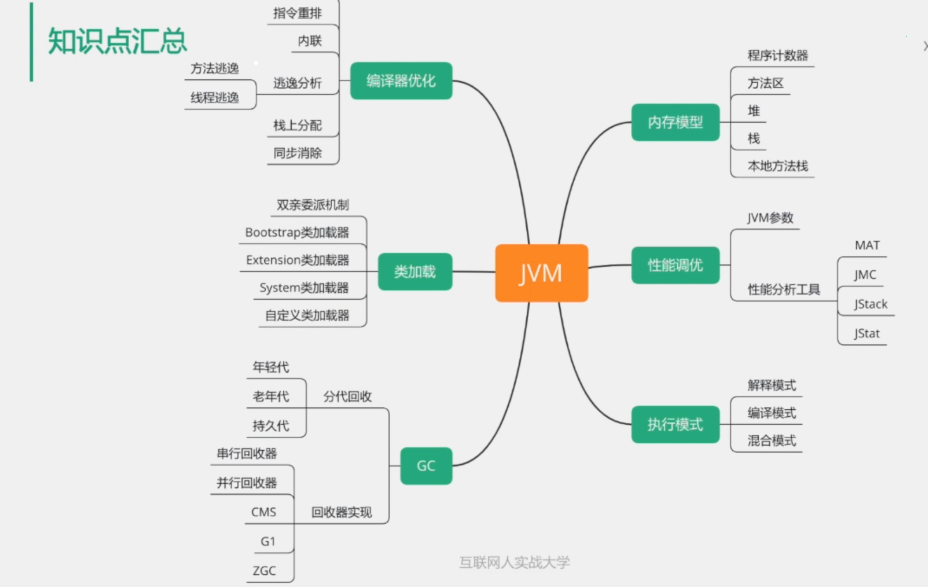 知识点汇总
指令重排
内联
方法逃逸
线程逃逸
逃逸分析
栈上分配
同步消除
编译器优化
双亲委派机制
Bootstrap类加载器
Extension类加载器
System类加载器
自定义类加载器
类加载
年轻代
老年代
持久代
分代回收
串行回收器
并行回收器
CMS
G1
ZGC
回收器实现
GC
JVM
内存模型
程序计数器
方法区
堆
栈
本地方法栈
性能调优
JVM参数
性能分析工具
MAT
JMC
JStack
JStat
执行模式
解释模式
编译模式
混合模式
互联网人实战大学